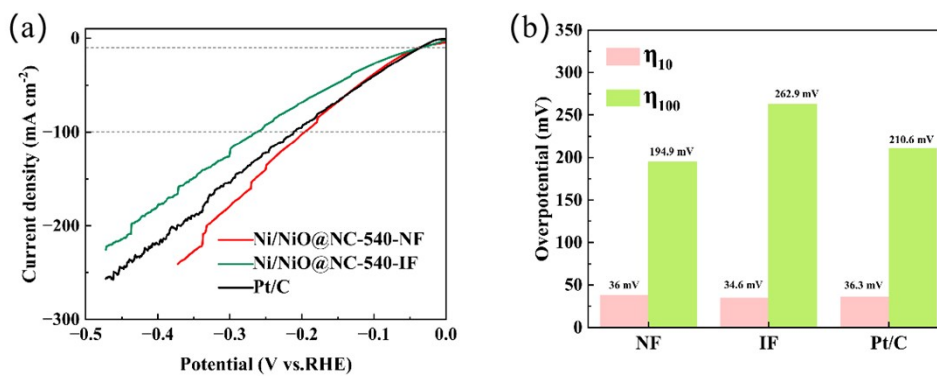 (a)
0
−100
−200
−300
Current density (mA cm⁻²)
Ni/NiO@NC-540-NF
Ni/NiO@NC-540-IF
Pt/C
−0.5
−0.4
−0.3
−0.2
−0.1
0.0
Potential (V vs.RHE)
(b)
350
300
250
200
150
100
50
0
Overpotential (mV)
η₁₀
η₁₀₀
36 mV
194.9 mV
34.6 mV
262.9 mV
36.3 mV
210.6 mV
NF
IF
Pt/C